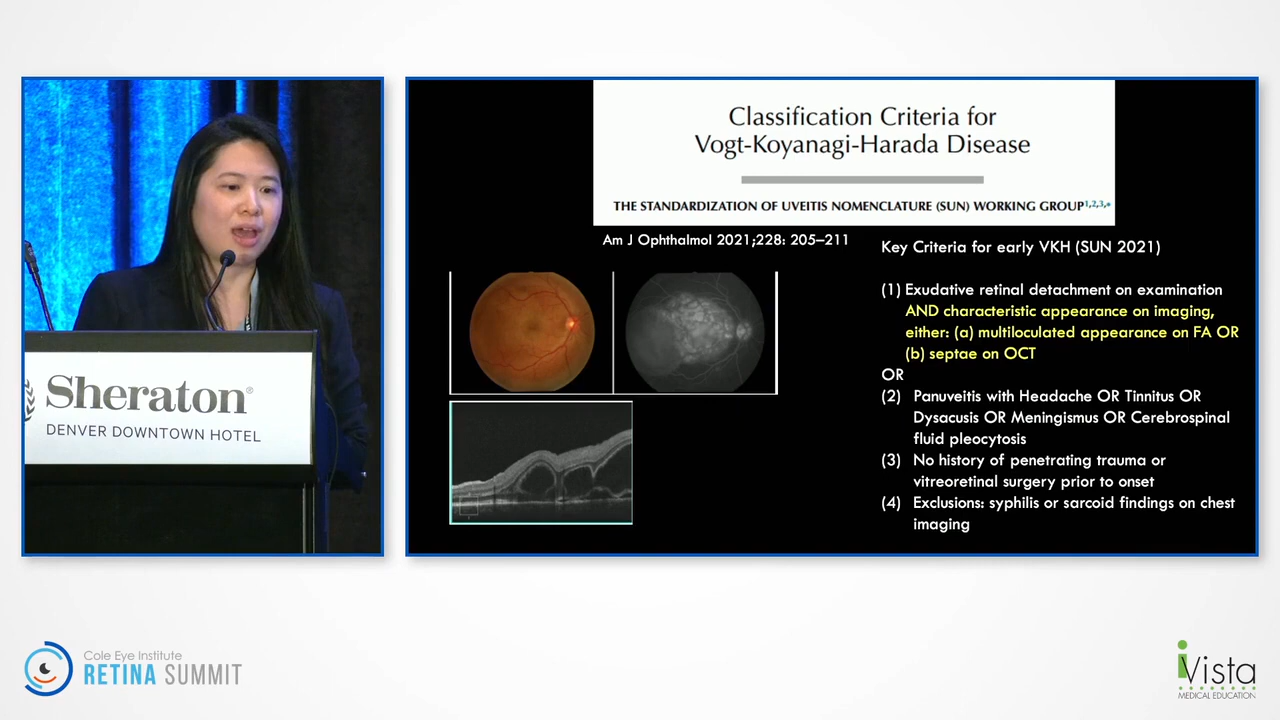 Sheraton®
DENVER DOWNTOWN HOTEL
Classification Criteria for
Vogt-Koyanagi-Harada Disease
THE STANDARDIZATION OF UVEITIS NOMENCLATURE (SUN) WORKING GROUP1,2,3,*
Am J Ophthalmol 2021;228: 205–211
Key Criteria for early VKH (SUN 2021)
(1) Exudative retinal detachment on examination
AND characteristic appearance on imaging,
either: (a) multiloculated appearance on FA OR
(b) septae on OCT
OR
(2) Panuveitis with Headache OR Tinnitus OR
Dysacusis OR Meningismus OR Cerebrospinal
fluid pleocytosis
(3) No history of penetrating trauma or
vitreoretinal surgery prior to onset
(4) Exclusions: syphilis or sarcoid findings on chest
imaging
Cole Eye Institute
RETINA SUMMIT
iVista
MEDICAL EDUCATION